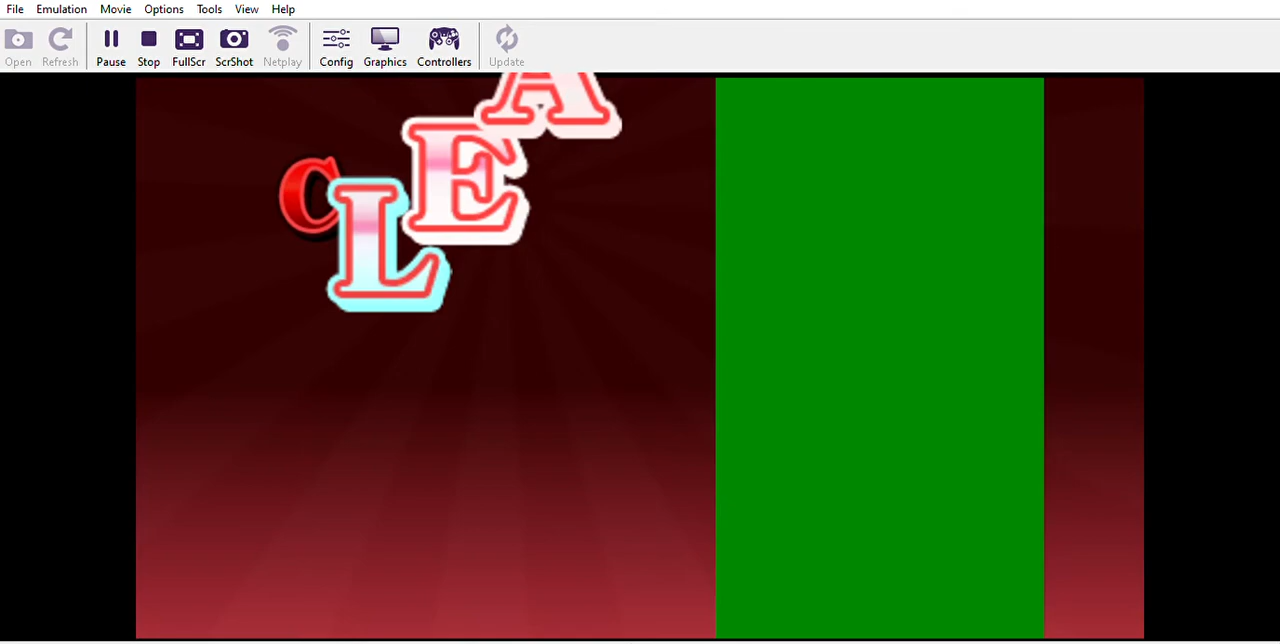 File Emulation Movie Options Tools View Help
Open Refresh Pause Stop FullScr ScrShot Netplay Config Graphics Controllers Update
CLEA